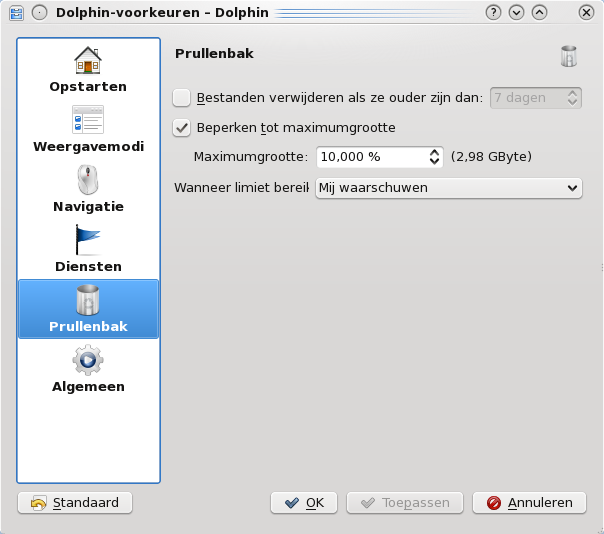 Dolphin-voorkeuren – Dolphin
Opstarten
Weergavemodi
Navigatie
Diensten
Prullenbak
Algemeen
Prullenbak
Bestanden verwijderen als ze ouder zijn dan: 7 dagen
Beperken tot maximumgrootte
Maximumgrootte: 10,000 % (2,98 GByte)
Wanneer limiet bereik Mij waarschuwen
Standaard OK Toepassen Annuleren